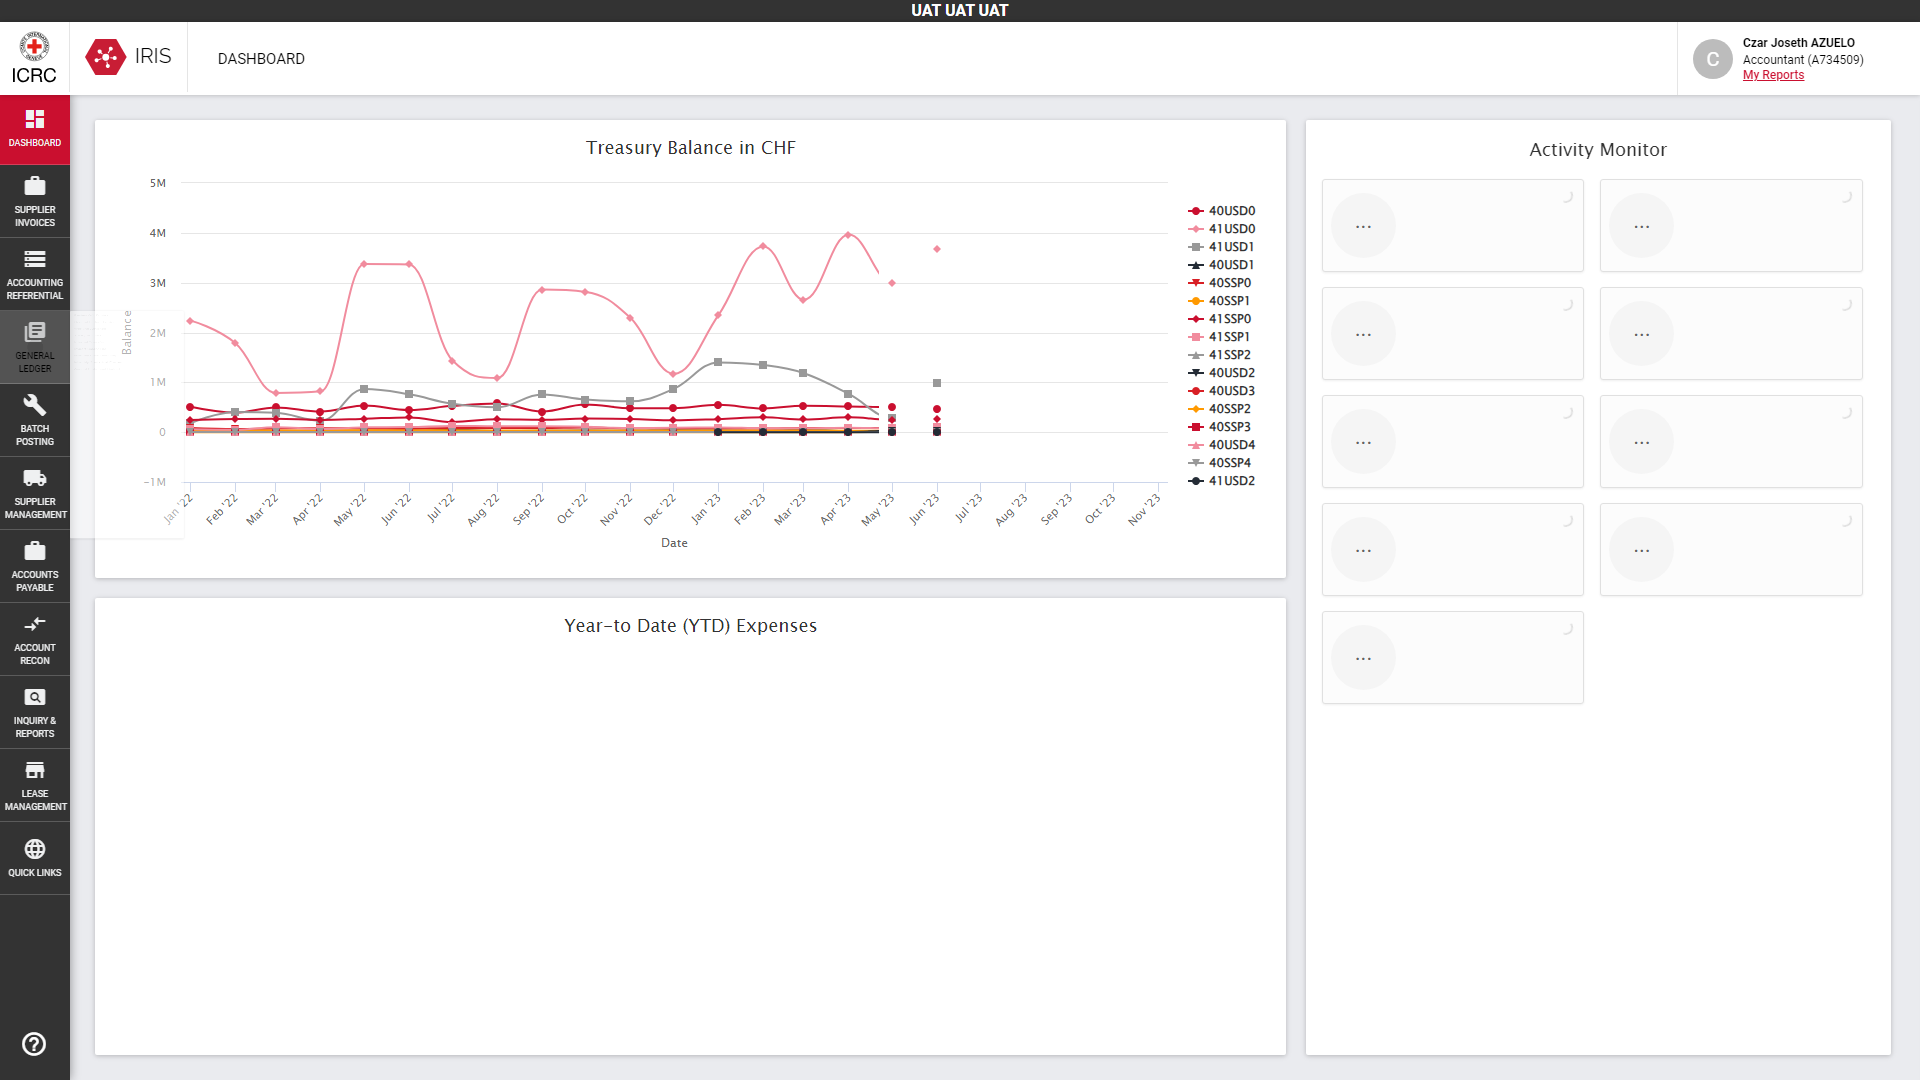 UAT UAT UAT
ICRC
IRIS
DASHBOARD
C
Czar Joseth AZUELO
Accountant (A734509)
My Reports
DASHBOARD
SUPPLIER
INVOICES
ACCOUNTING
REFERENTIAL
GENERAL
LEDGER
BATCH
POSTING
SUPPLIER
MANAGEMENT
ACCOUNTS
PAYABLE
ACCOUNT
RECON
INQUIRY &
REPORTS
LEASE
MANAGEMENT
QUICK LINKS
Treasury Balance in CHF
Balance
5M
4M
3M
2M
1M
0
-1M
Jan '22
Feb '22
Mar '22
Apr '22
May '22
Jun '22
Jul '22
Aug '22
Sep '22
Oct '22
Nov '22
Dec '22
Jan '23
Feb '23
Mar '23
Apr '23
May '23
Jun '23
Jul '23
Aug '23
Sep '23
Oct '23
Nov '23
Date
40USD0
41USD0
41USD1
40USD1
40SSP0
40SSP1
41SSP0
41SSP1
41SSP2
40USD2
40USD3
40SSP2
40SSP3
40USD4
40SSP4
41USD2
Year-to Date (YTD) Expenses
Activity Monitor
...
...
...
...
...
...
...
...
...